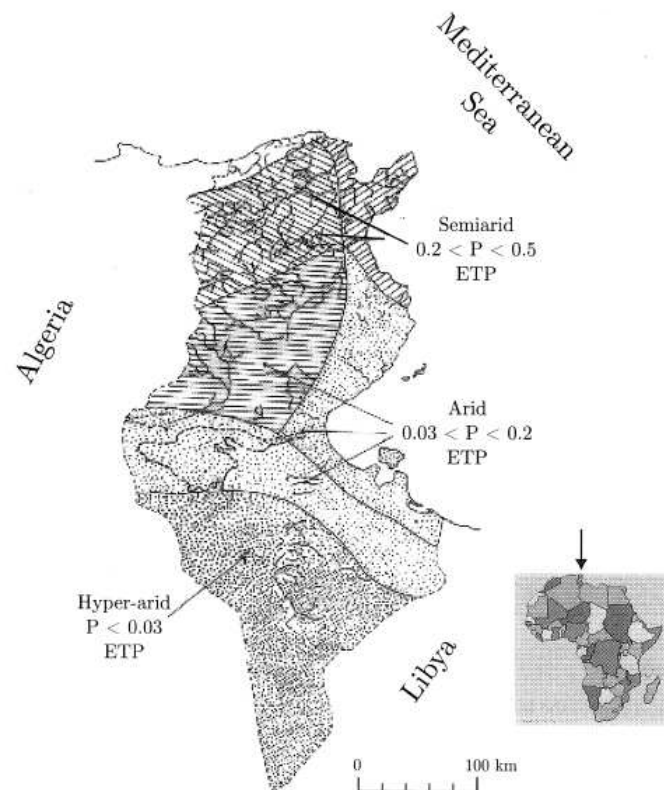 Mediterranean
Sea
Semiarid
0.2 < P < 0.5
ETP
Algeria
Arid
0.03 < P < 0.2
ETP
Hyper-arid
P < 0.03
ETP
Libya
0 100 km